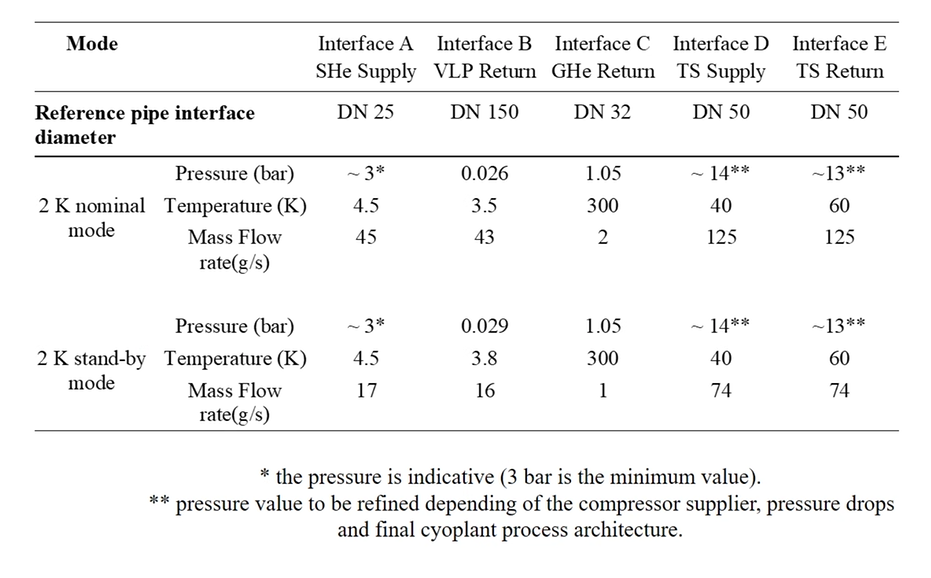 Mode Interface A Interface B Interface C Interface D Interface E
SHe Supply VLP Return GHe Return TS Supply TS Return
Reference pipe interface DN 25 DN 150 DN 32 DN 50 DN 50
diameter
Pressure (bar) ~ 3* 0.026 1.05 ~ 14** ~13**
2 K nominal Temperature (K) 4.5 3.5 300 40 60
mode Mass Flow 45 43 2 125 125
rate(g/s)
Pressure (bar) ~ 3* 0.029 1.05 ~ 14** ~13**
2 K stand-by Temperature (K) 4.5 3.8 300 40 60
mode Mass Flow 17 16 1 74 74
rate(g/s)
* the pressure is indicative (3 bar is the minimum value).
** pressure value to be refined depending of the compressor supplier, pressure drops
and final cyoplant process architecture.